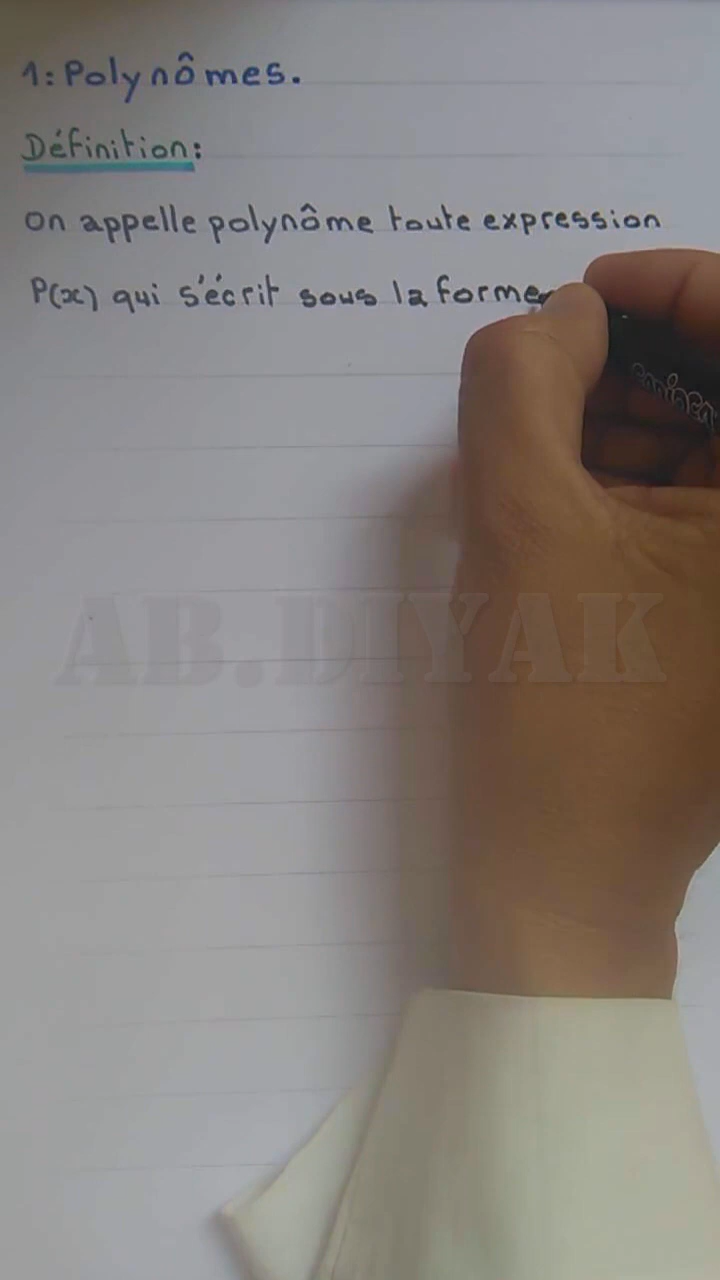 1: Polynômes.
Définition:
on appelle polynôme toute expression
P(x) qui s'écrit sous la forme
AB.DIYAK